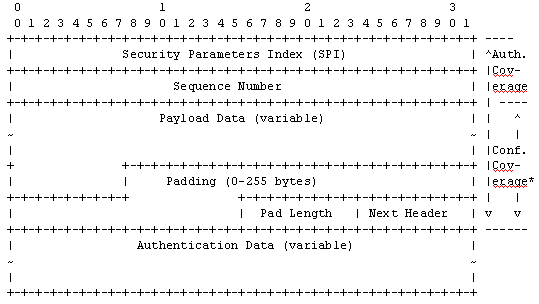 0                   1                   2                   3
0 1 2 3 4 5 6 7 8 9 0 1 2 3 4 5 6 7 8 9 0 1 2 3 4 5 6 7 8 9 0 1
+-+-+-+-+-+-+-+-+-+-+-+-+-+-+-+-+-+-+-+-+-+-+-+-+-+-+-+-+-+-+-+-+ ----
| Security Parameters Index (SPI) | ^Auth.
+-+-+-+-+-+-+-+-+-+-+-+-+-+-+-+-+-+-+-+-+-+-+-+-+-+-+-+-+-+-+-+-+ |Cov-
| Sequence Number | |erage
+-+-+-+-+-+-+-+-+-+-+-+-+-+-+-+-+-+-+-+-+-+-+-+-+-+-+-+-+-+-+-+-+ | ----
| Payload Data (variable) | | ^
~ ~ | |
| | |Conf.
+ +-+-+-+-+-+-+-+-+-+-+-+-+-+-+-+-+-+-+-+-+-+-+-+-+ |Cov-
| | Padding (0-255 bytes) | |erage*
+-+-+-+-+-+-+-+-+ +-+-+-+-+-+-+-+-+-+-+-+-+-+-+-+-+ | |
| | Pad Length | Next Header | v v
+-+-+-+-+-+-+-+-+-+-+-+-+-+-+-+-+-+-+-+-+-+-+-+-+-+-+-+-+-+-+-+-+ ------
| Authentication Data (variable) |
~ ~
| |
+-+-+-+-+-+-+-+-+-+-+-+-+-+-+-+-+-+-+-+-+-+-+-+-+-+-+-+-+-+-+-+-+